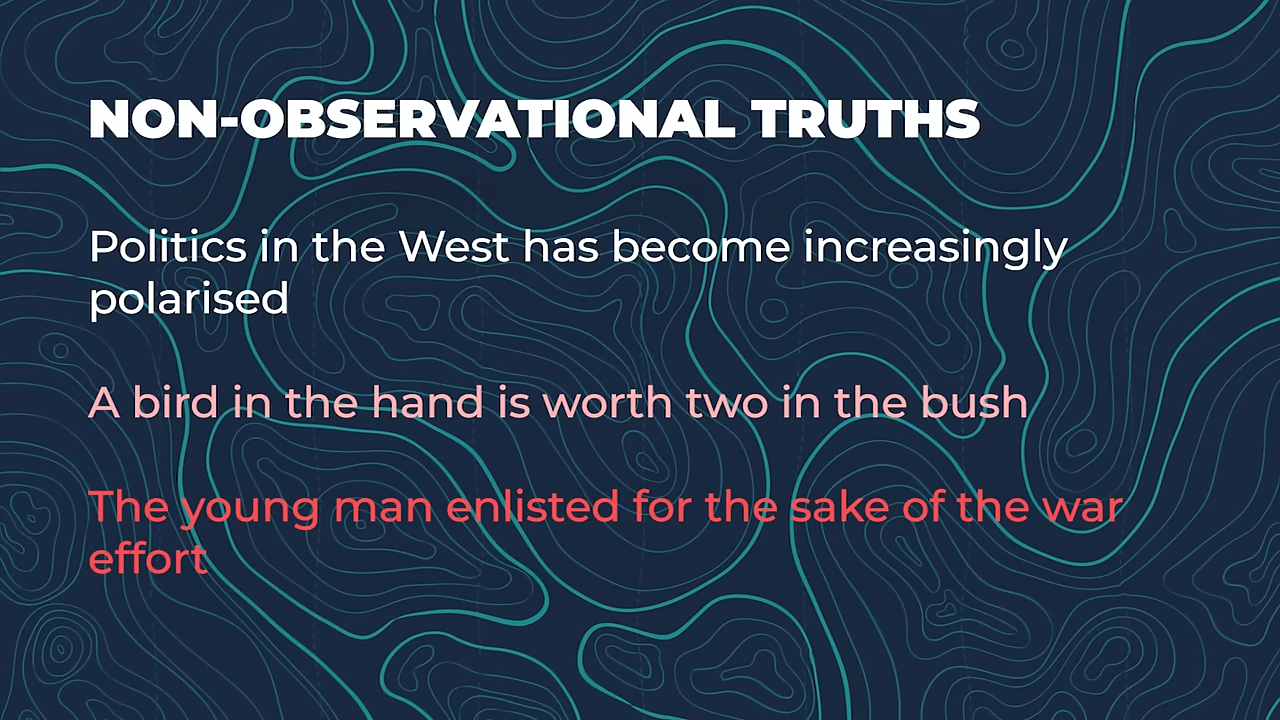 NON-OBSERVATIONAL TRUTHS
Politics in the West has become increasingly
polarised
A bird in the hand is worth two in the bush
The young man enlisted for the sake of the war
effort